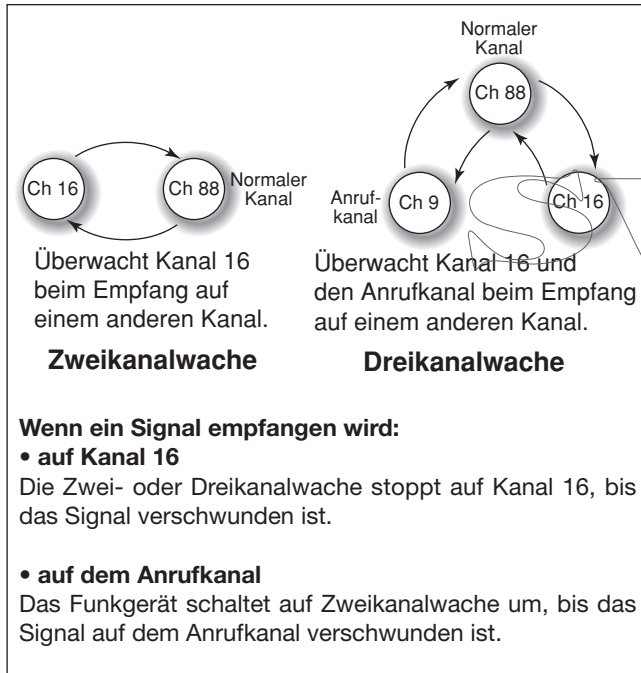 Ch 16
Ch 88
Normaler
Kanal
Überwacht Kanal 16
beim Empfang auf
einem anderen Kanal.
Zweikanalwache
Normaler
Kanal
Ch 88
Anruf-
kanal
Ch 9
Ch 16
Überwacht Kanal 16 und
den Anrufkanal beim Empfang
auf einem anderen Kanal.
Dreikanalwache
Wenn ein Signal empfangen wird:
• auf Kanal 16
Die Zwei- oder Dreikanalwache stoppt auf Kanal 16, bis
das Signal verschwunden ist.
• auf dem Anrufkanal
Das Funkgerät schaltet auf Zweikanalwache um, bis das
Signal auf dem Anrufkanal verschwunden ist.